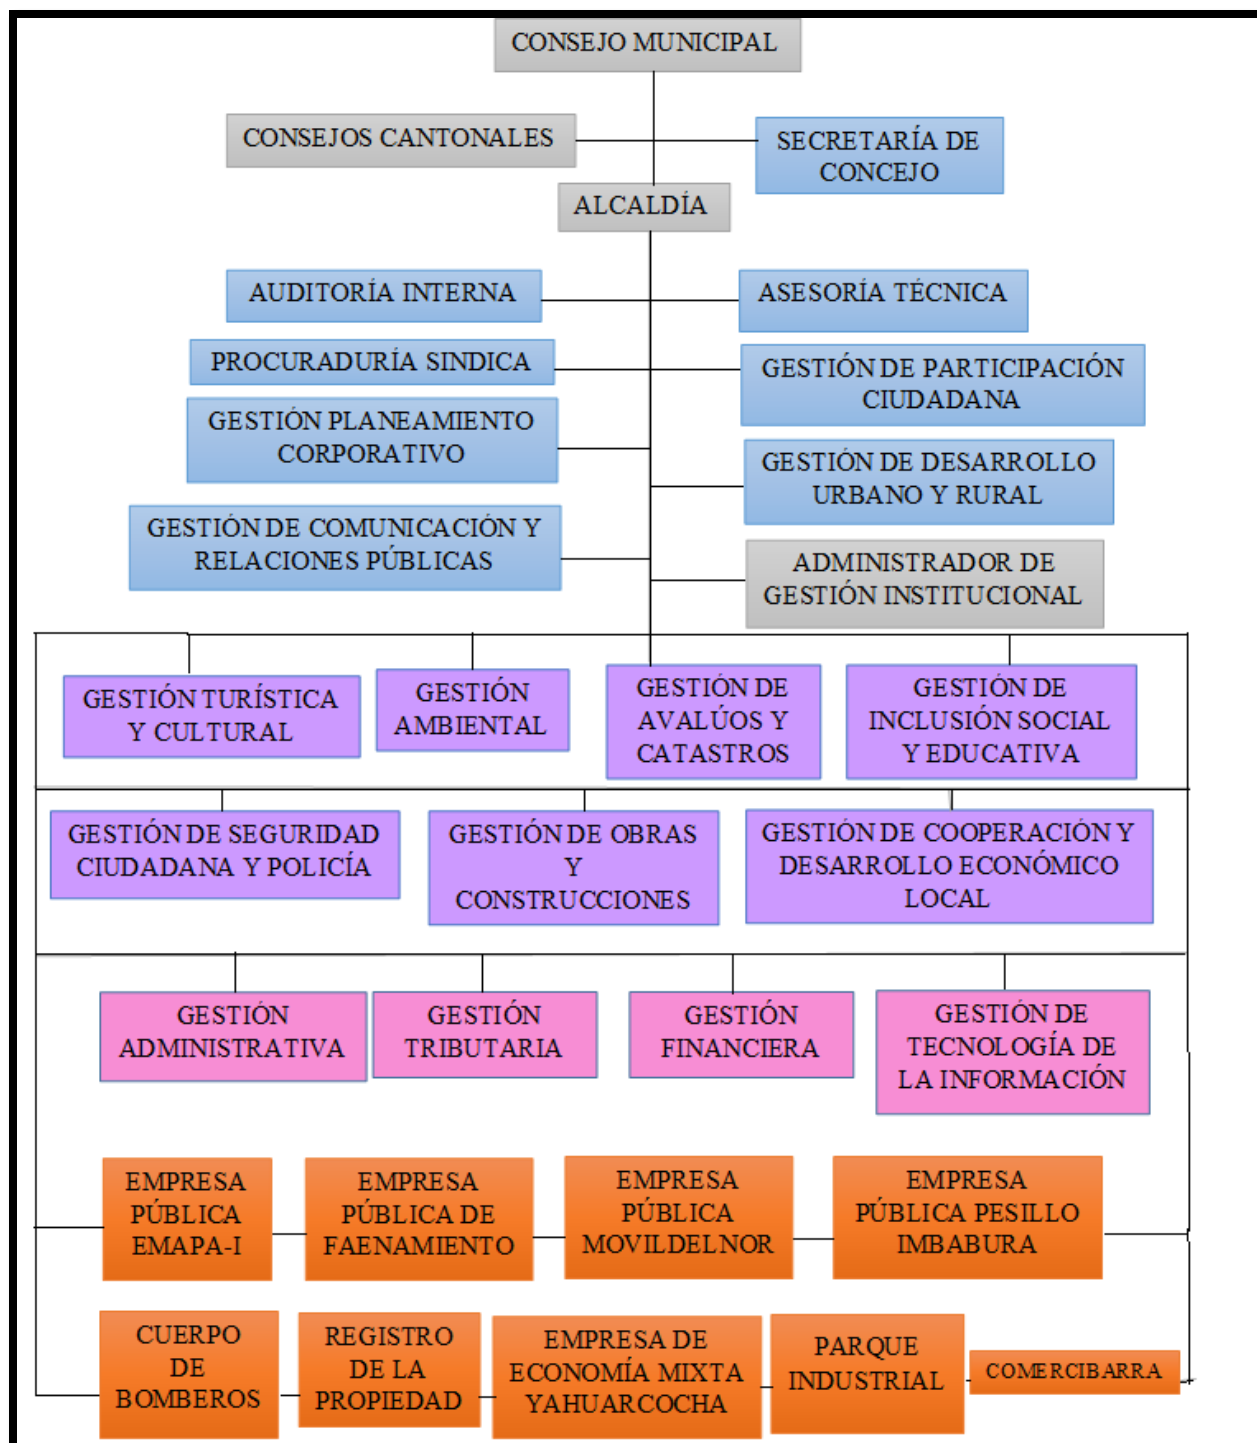 CONSEJO MUNICIPAL
CONSEJOS CANTONALES
SECRETARÍA DE
CONCEJO
ALCALDÍA
AUDITORÍA INTERNA
ASESORÍA TÉCNICA
PROCURADURÍA SINDICA
GESTIÓN DE PARTICIPACIÓN
CIUDADANA
GESTIÓN PLANEAMIENTO
CORPORATIVO
GESTIÓN DE DESARROLLO
URBANO Y RURAL
GESTIÓN DE COMUNICACIÓN Y
RELACIONES PÚBLICAS
ADMINISTRADOR DE
GESTIÓN INSTITUCIONAL
GESTIÓN TURÍSTICA
Y CULTURAL
GESTIÓN
AMBIENTAL
GESTIÓN DE
AVALÚOS Y
CATASTROS
GESTIÓN DE
INCLUSIÓN SOCIAL
Y EDUCATIVA
GESTIÓN DE SEGURIDAD
CIUDADANA Y POLICÍA
GESTIÓN DE OBRAS
Y
CONSTRUCCIONES
GESTIÓN DE COOPERACIÓN Y
DESARROLLO ECONÓMICO
LOCAL
GESTIÓN
ADMINISTRATIVA
GESTIÓN
TRIBUTARIA
GESTIÓN
FINANCIERA
GESTIÓN DE
TECNOLOGÍA DE
LA INFORMACIÓN
EMPRESA
PÚBLICA
EMAPA-I
EMPRESA
PÚBLICA DE
FAENAMIENTO
EMPRESA
PÚBLICA
MOVILDELNOR
EMPRESA
PÚBLICA PESILLO
IMBABURA
CUERPO
DE
BOMBEROS
REGISTRO
DE LA
PROPIEDAD
EMPRESA DE
ECONOMÍA MIXTA
YAHUARCOCHA
PARQUE
INDUSTRIAL
COMERCIBARRA